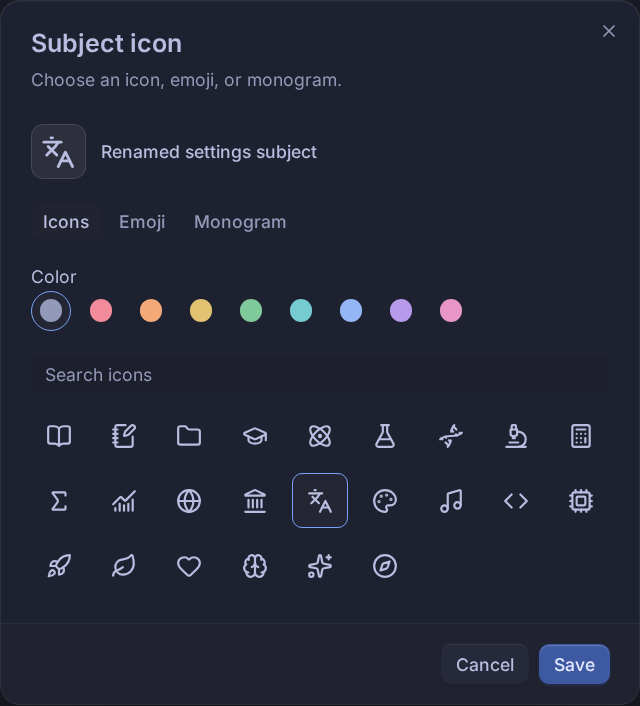 Subject icon
Choose an icon, emoji, or monogram.
Renamed settings subject
Icons Emoji Monogram
Color
Search icons
Cancel Save